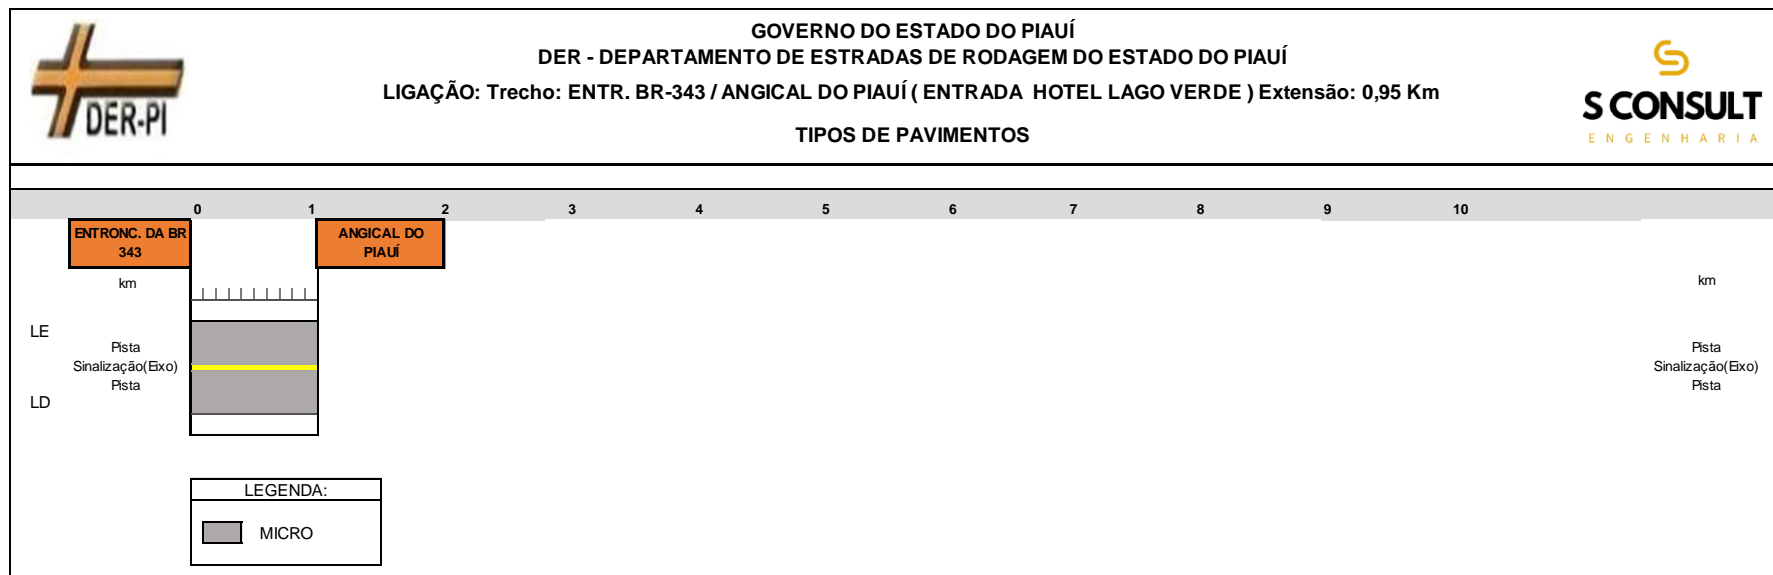 GOVERNO DO ESTADO DO PIAUÍ
DER - DEPARTAMENTO DE ESTRADAS DE RODAGEM DO ESTADO DO PIAUÍ
LIGAÇÃO: Trecho: ENTR. BR-343 / ANGICAL DO PIAUÍ ( ENTRADA HOTEL LAGO VERDE ) Extensão: 0,95 Km
TIPOS DE PAVIMENTOS
DER-PI
S CONSULT
ENGENHARIA
0 1 2 3 4 5 6 7 8 9 10
ENTRONC. DA BR
343
ANGICAL DO
PIAUÍ
km
km
LE
Pista
Sinalização(Eixo)
Pista
LD
Pista
Sinalização(Eixo)
Pista
LEGENDA:
MICRO